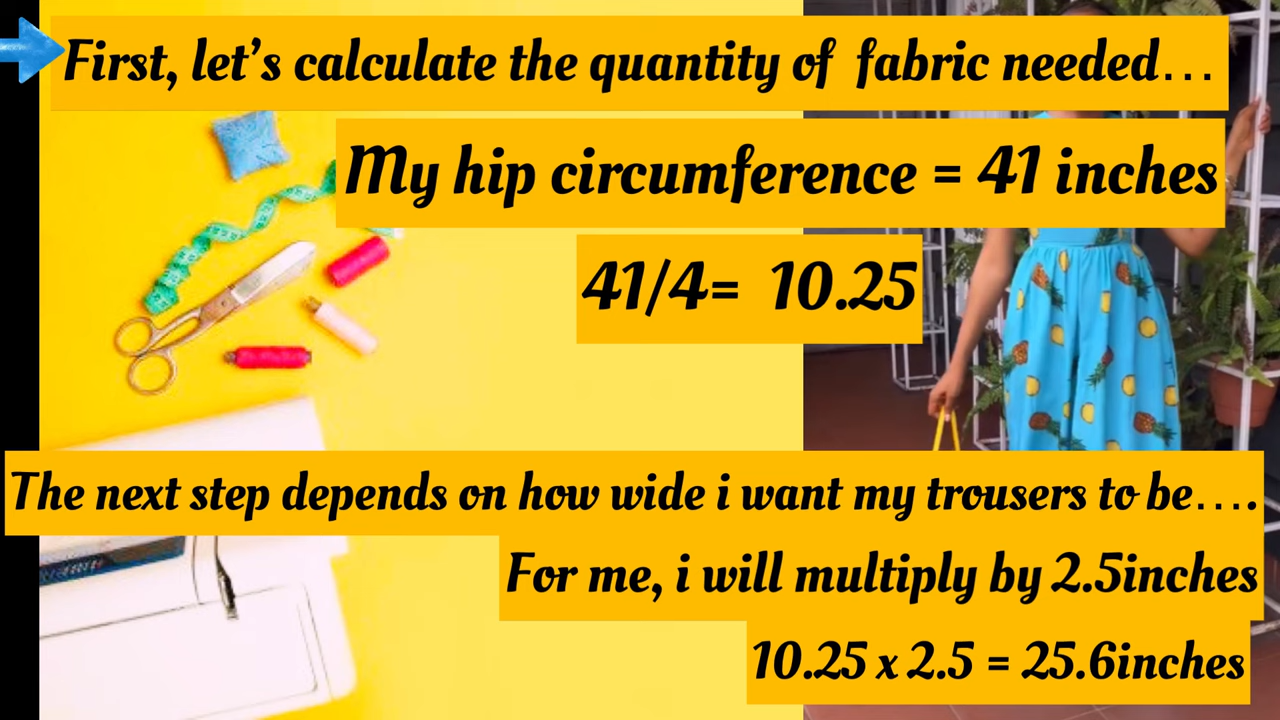 First, let's calculate the quantity of fabric needed...
My hip circumference = 41 inches
41/4= 10.25
The next step depends on how wide i want my trousers to be....
For me, i will multiply by 2.5inches
10.25 x 2.5 = 25.6inches